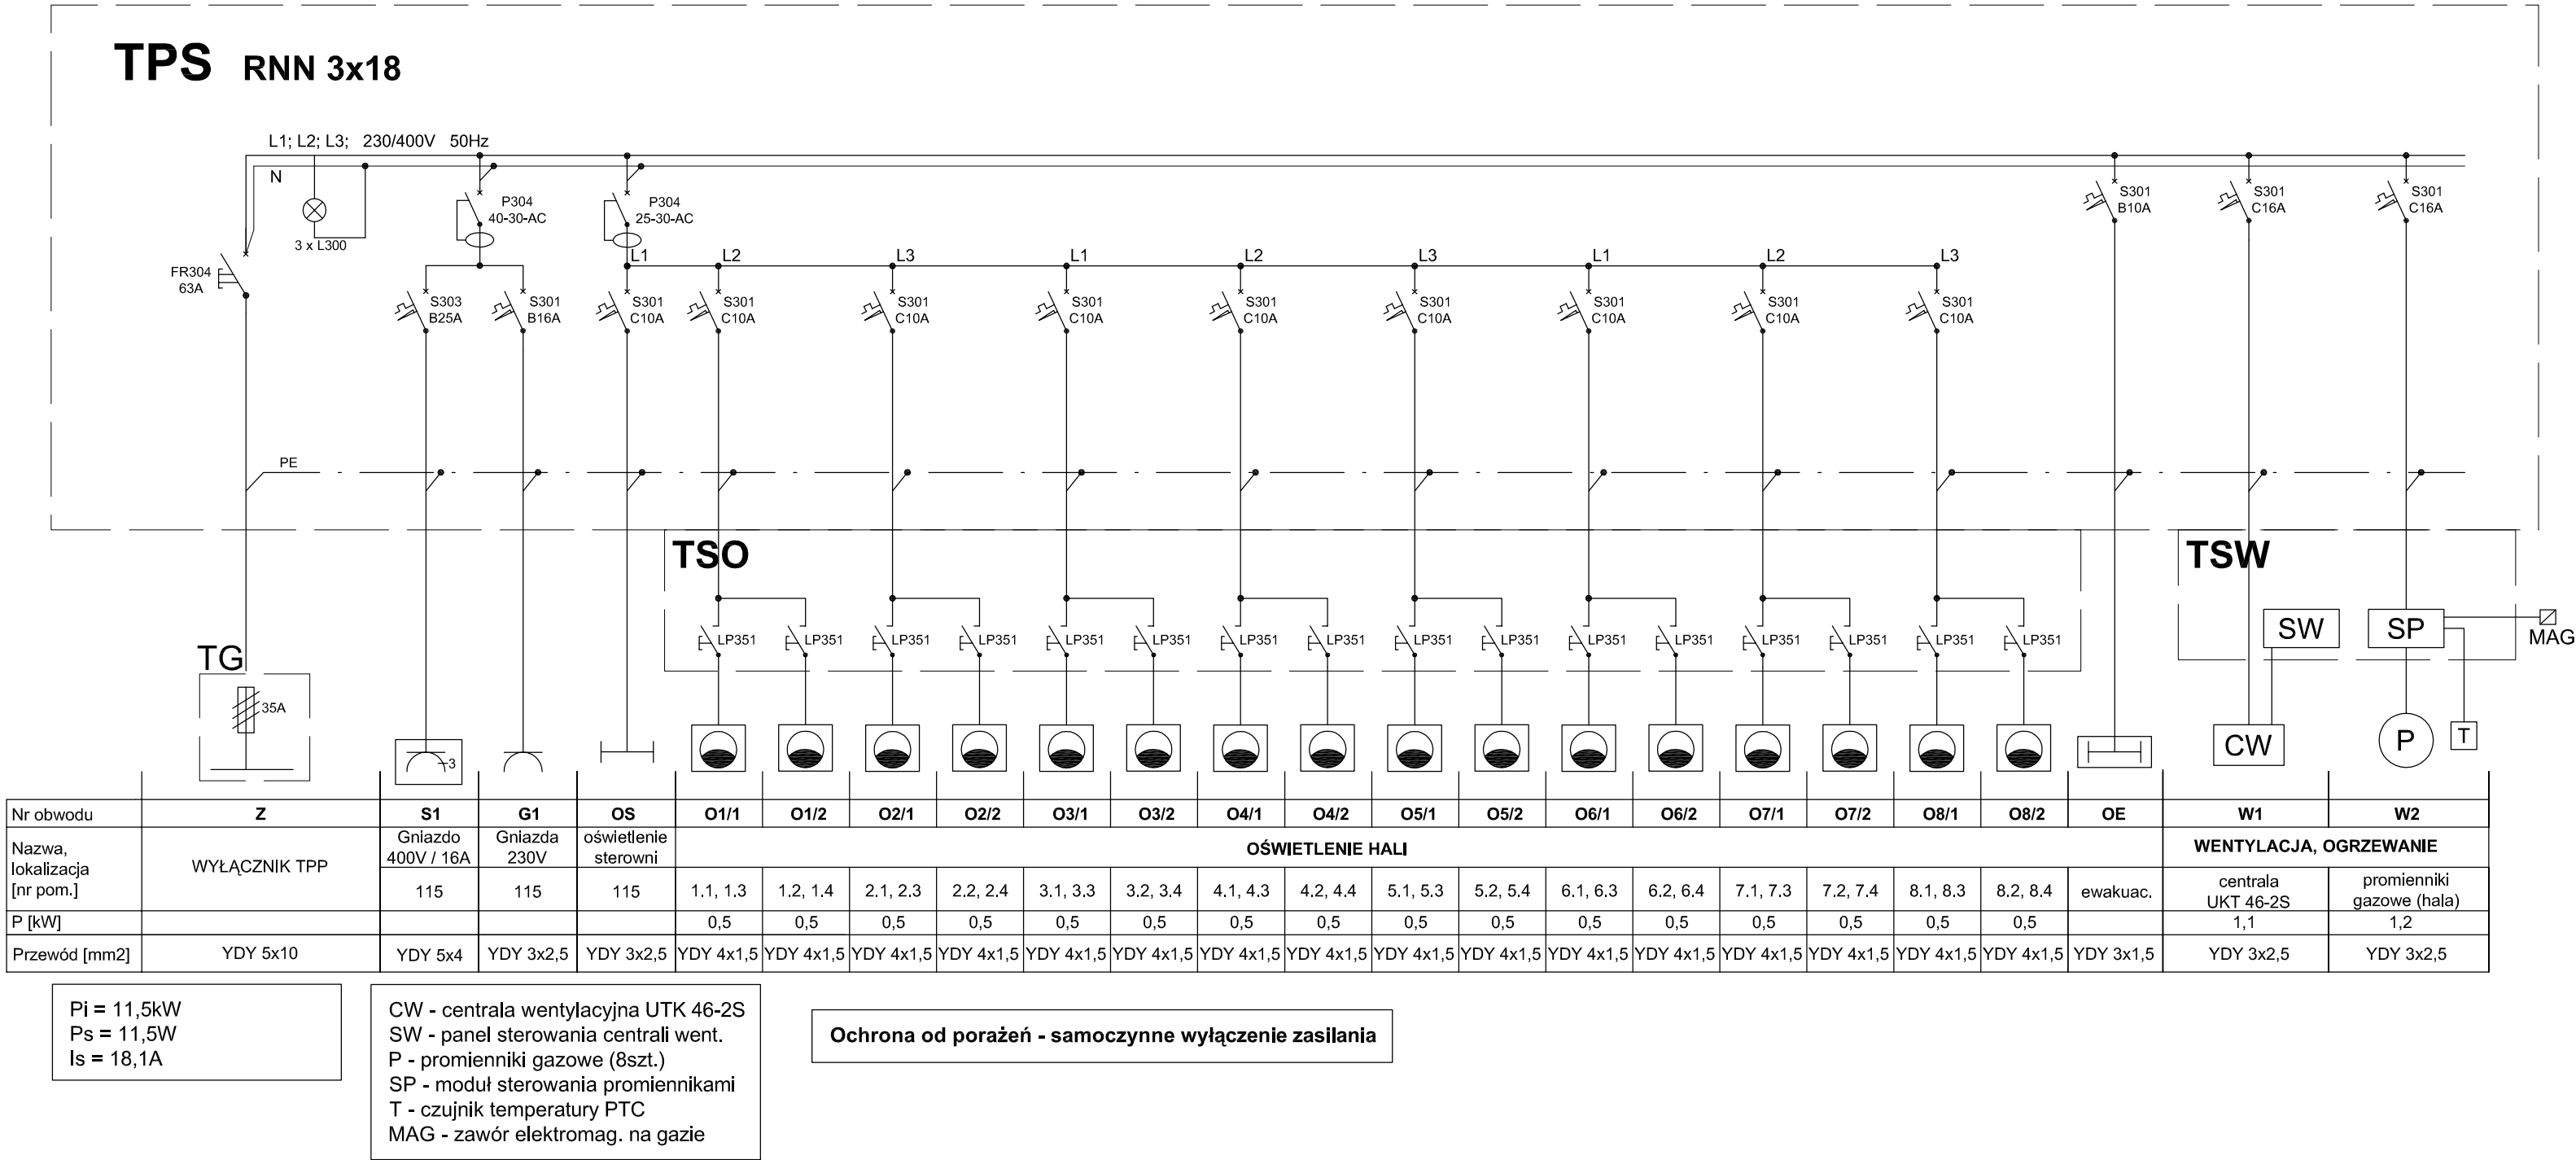 TPS RNN 3x18
L1; L2; L3; 230/400V 50Hz
N
3 x L300
FR304
63A
P304
40-30-AC
P304
25-30-AC
S301
B10A
S301
C16A
S301
C16A
L1
L2
L3
L1
L2
L3
L1
L2
L3
S303
B25A
S301
B16A
S301
C10A
S301
C10A
S301
C10A
S301
C10A
S301
C10A
S301
C10A
S301
C10A
S301
C10A
S301
C10A
PE
TSO
TSW
LP351 LP351 LP351 LP351 LP351 LP351 LP351 LP351 LP351 LP351 LP351 LP351 LP351 LP351 LP351 LP351
SW
SP
MAG
TG
35A
3
CW
P
T
Nr obwodu Z S1 G1 OS O1/1 O1/2 O2/1 O2/2 O3/1 O3/2 O4/1 O4/2 O5/1 O5/2 O6/1 O6/2 O7/1 O7/2 O8/1 O8/2 OE W1 W2
Nazwa,
lokalizacja
[nr pom.]
WYŁĄCZNIK TPP
Gniazdo
400V / 16A
Gniazda
230V
oświetlenie
sterowni
OŚWIETLENIE HALI
WENTYLACJA, OGRZEWANIE
115 115 115 1.1, 1.3 1.2, 1.4 2.1, 2.3 2.2, 2.4 3.1, 3.3 3.2, 3.4 4.1, 4.3 4.2, 4.4 5.1, 5.3 5.2, 5.4 6.1, 6.3 6.2, 6.4 7.1, 7.3 7.2, 7.4 8.1, 8.3 8.2, 8.4 ewakuac.
centrala
UKT 46-2S
promienniki
gazowe (hala)
P [kW] 0,5 0,5 0,5 0,5 0,5 0,5 0,5 0,5 0,5 0,5 0,5 0,5 0,5 0,5 0,5 0,5 1,1 1,2
Przewód [mm2] YDY 5x10 YDY 5x4 YDY 3x2,5 YDY 3x2,5 YDY 4x1,5 YDY 4x1,5 YDY 4x1,5 YDY 4x1,5 YDY 4x1,5 YDY 4x1,5 YDY 4x1,5 YDY 4x1,5 YDY 4x1,5 YDY 4x1,5 YDY 4x1,5 YDY 4x1,5 YDY 4x1,5 YDY 4x1,5 YDY 4x1,5 YDY 4x1,5 YDY 3x1,5 YDY 3x2,5 YDY 3x2,5
Pi = 11,5kW
Ps = 11,5W
Is = 18,1A
CW - centrala wentylacyjna UTK 46-2S
SW - panel sterowania centrali went.
P - promienniki gazowe (8szt.)
SP - moduł sterowania promiennikami
T - czujnik temperatury PTC
MAG - zawór elektromag. na gazie
Ochrona od porażeń - samoczynne wyłączenie zasilania